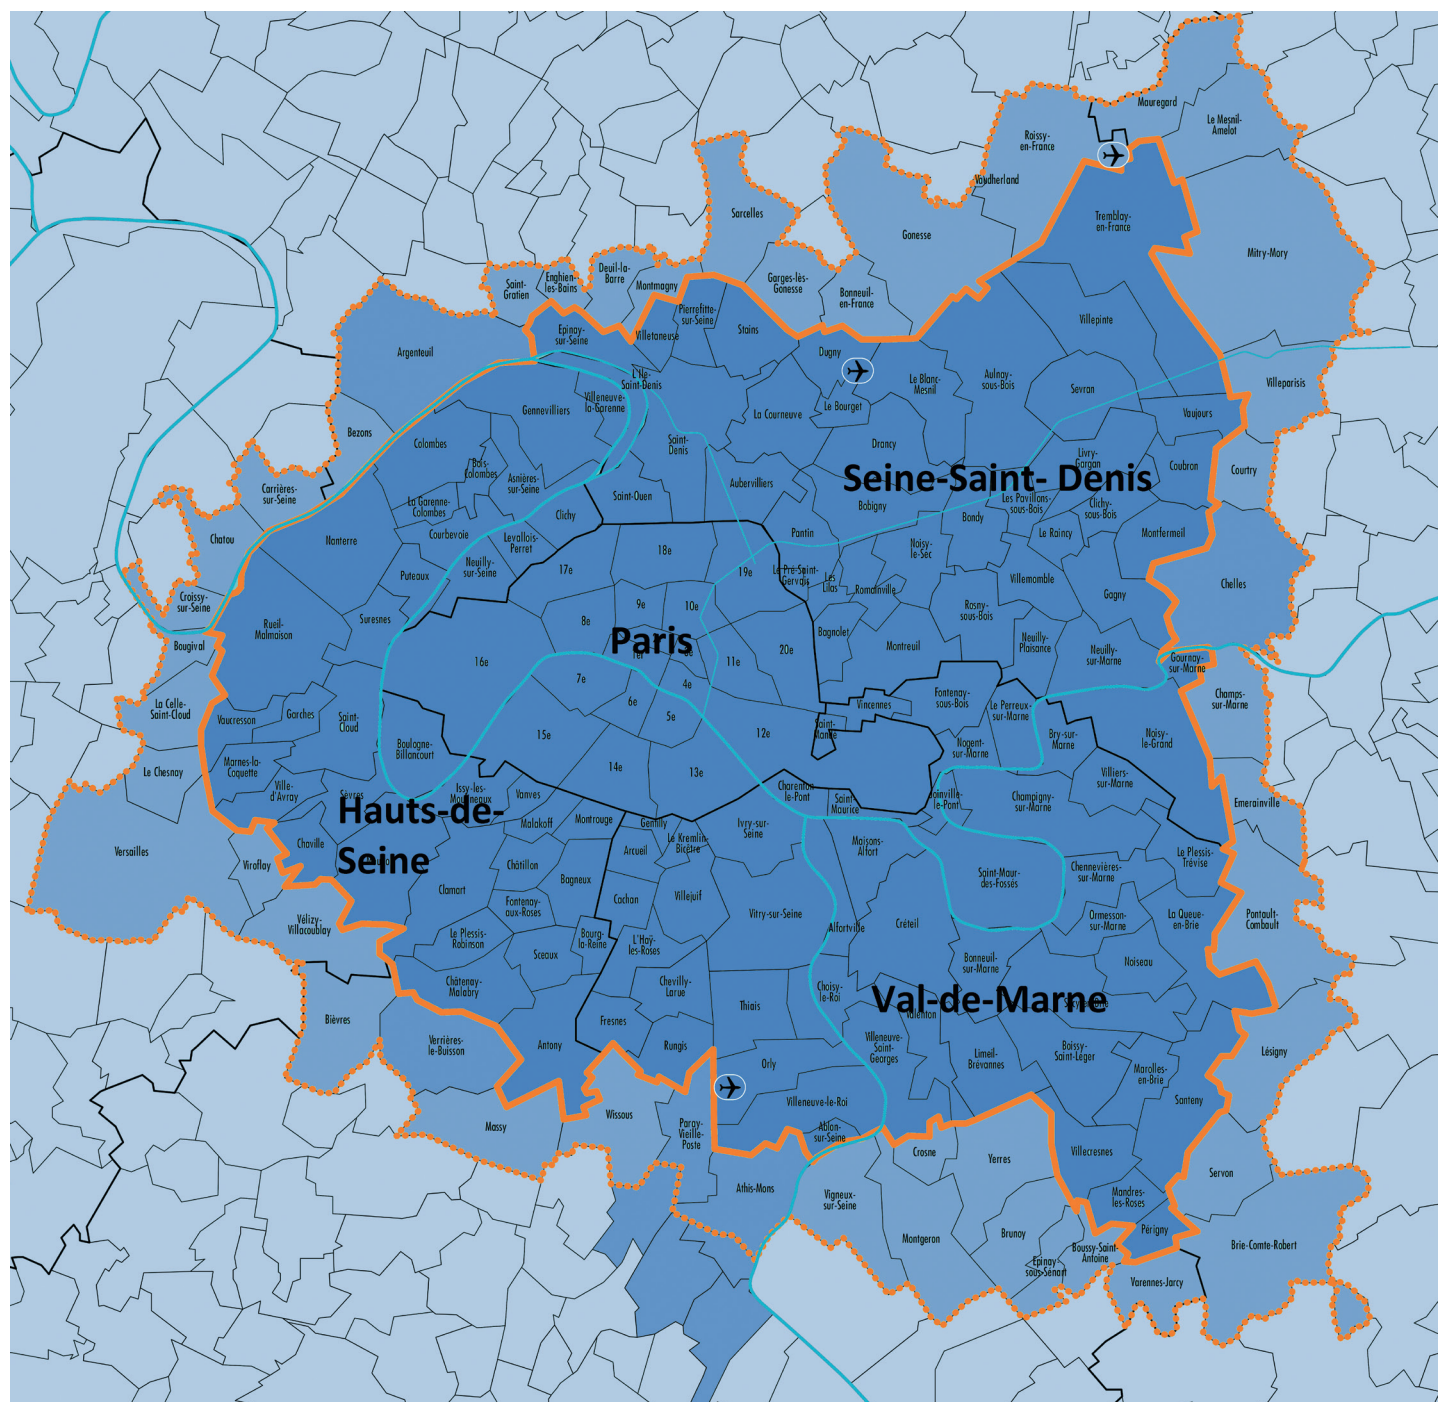 Mauregard
Le Mesnil-
Amelot
Roissy-
en-France
Vaudherland
Sarcelles
Gonesse
Tremblay-
en-France
Mitry-Mory
Saint-
Gratien
Enghien-
les-Bains
Deuil-la-
Barre
Montmagny
Garges-lès-
Gonesse
Bonneuil-
en-France
Pierrefitte-
sur-Seine
Stains
Villetaneuse
Epinay-
sur-Seine
Villepinte
Argenteuil
Dugny
L'Ile-
Saint-Denis
Le Blanc-
Mesnil
Aulnay-
sous-Bois
Sevran
Villeparisis
Villeneuve-
la-Garenne
Gennevilliers
La Courneuve
Le Bourget
Vaujours
Bezons
Colombes
Saint-
Denis
Drancy
Livry-
Gargan
Coubron
Courtry
Bois-
Colombes
Asnières-
sur-Seine
Aubervilliers
Seine-Saint- Denis
Carrières-
sur-Seine
La Garenne-
Colombes
Saint-Ouen
Bobigny
Les Pavillons-
sous-Bois
Clichy-
sous-Bois
Clichy
Bondy
Chatou
Nanterre
Courbevoie
Levallois-
Perret
Pantin
Le Raincy
Montfermeil
Noisy-
le-Sec
18e
17e
19e
Neuilly-
sur-Seine
Puteaux
Le Pré-Saint-
Gervais
Les
Lilas
Romainville
Villemomble
Gagny
Chelles
Croissy-
sur-Seine
9e
10e
Rosny-
sous-Bois
Rueil-
Malmaison
Suresnes
8e
Paris
Bagnolet
Montreuil
Neuilly-
Plaisance
Neuilly-
sur-Marne
Bougival
16e
1er
3e
11e
20e
Gournay-
sur-Marne
7e
4e
6e
5e
Fontenay-
sous-Bois
Vincennes
Le Perreux-
sur-Marne
Champs-
sur-Marne
La Celle-
Saint-Cloud
Vaucresson
Garches
Saint-
Cloud
Saint-
Mandé
12e
15e
Boulogne-
Billancourt
Nogent-
sur-Marne
Bry-sur-
Marne
Noisy-
le-Grand
Marnes-la-
Coquette
Le Chesnay
14e
13e
Ville-
d'Avray
Sèvres
Issy-les-
Moulineaux
Vanves
Charenton-
le-Pont
Saint-
Maurice
Joinville-
le-Pont
Champigny-
sur-Marne
Villiers-
sur-Marne
Emerainville
Hauts-de-
Seine
Malakoff
Montrouge
Gentilly
Le Kremlin-
Bicêtre
Ivry-sur-
Seine
Versailles
Viroflay
Chaville
Arcueil
Maisons-
Alfort
Le Plessis-
Trévise
Châtillon
Bagneux
Clamart
Saint-Maur-
des-Fossés
Chennevières-
sur-Marne
Fontenay-
aux-Roses
Cachan
Villejuif
Vitry-sur-Seine
Vélizy-
Villacoublay
Alfortville
Créteil
Ormesson-
sur-Marne
La Queue-
en-Brie
Pontault-
Combault
Le Plessis-
Robinson
Bourg-
la-Reine
Sceaux
L'Haÿ-
les-Roses
Bonneuil-
sur-Marne
Noiseau
Châtenay-
Malabry
Chevilly-
Larue
Choisy-
le-Roi
Thiais
Val-de-Marne
Valenton
Bièvres
Fresnes
Verrières-
le-Buisson
Antony
Rungis
Orly
Villeneuve-
Saint-
Georges
Limeil-
Brévannes
Boissy-
Saint-Léger
Marolles-
en-Brie
Lésigny
Santeny
Villeneuve-le-Roi
Massy
Wissous
Paray-
Vieille-
Poste
Ablon-
sur-Seine
Crosne
Yerres
Villecresnes
Servon
Athis-Mons
Vigneux-
sur-Seine
Mandres-
les-Roses
Montgeron
Brunoy
Périgny
Boussy-Saint-
Antoine
Epinay-
sous-Sénart
Brie-Comte-Robert
Varennes-Jarcy